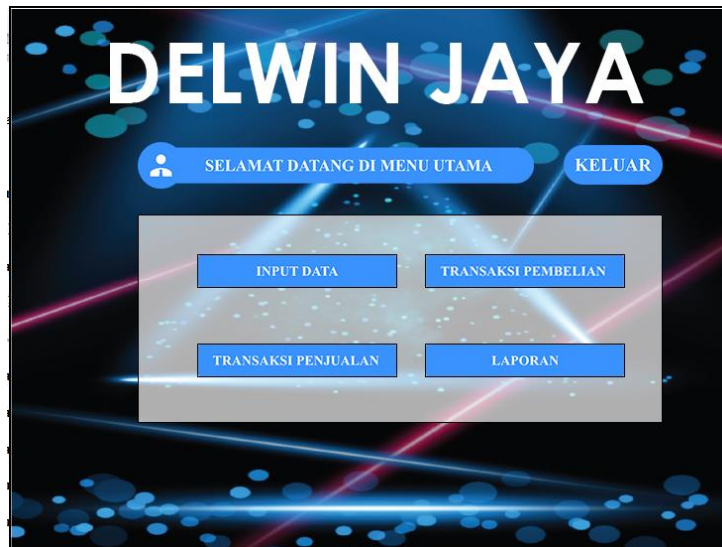 DELWIN JAYA
SELAMAT DATANG DI MENU UTAMA
KELUAR
INPUT DATA
TRANSAKSI PEMBELIAN
TRANSAKSI PENJUALAN
LAPORAN